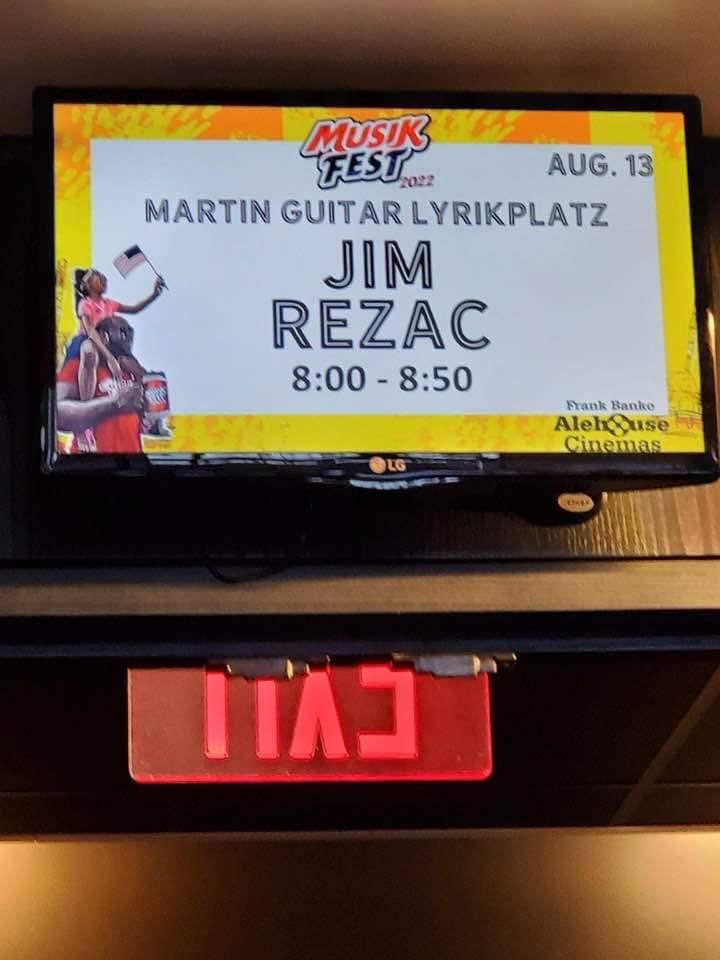 MUSIK
FEST
2022
AUG. 13
MARTIN GUITAR LYRIKPLATZ
JIM
REZAC
8:00 - 8:50
Frank Banko
Alehouse
Cinemas
LG
EXIT